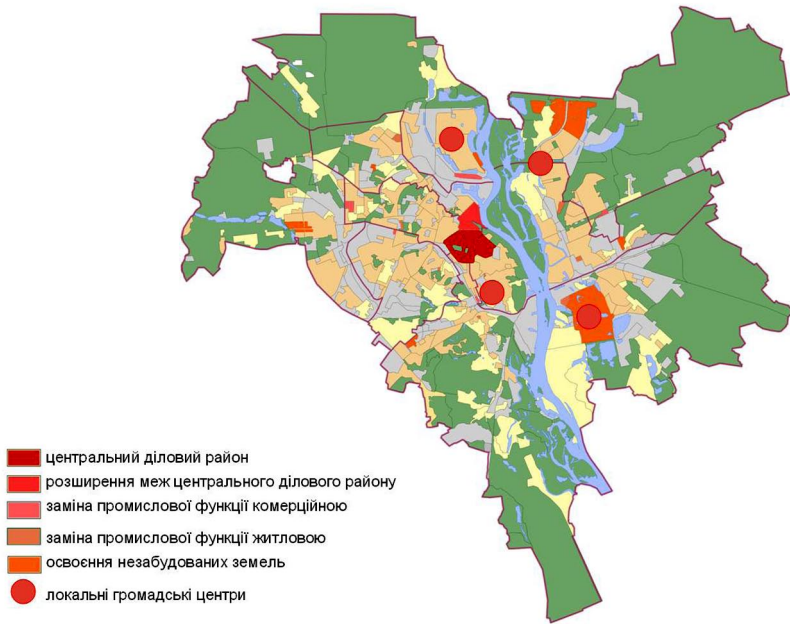 центральний діловий район
розширення меж центрального ділового району
заміна промислової функції комерційною
заміна промислової функції житловою
освоєння незабудованих земель
локальні громадські центри